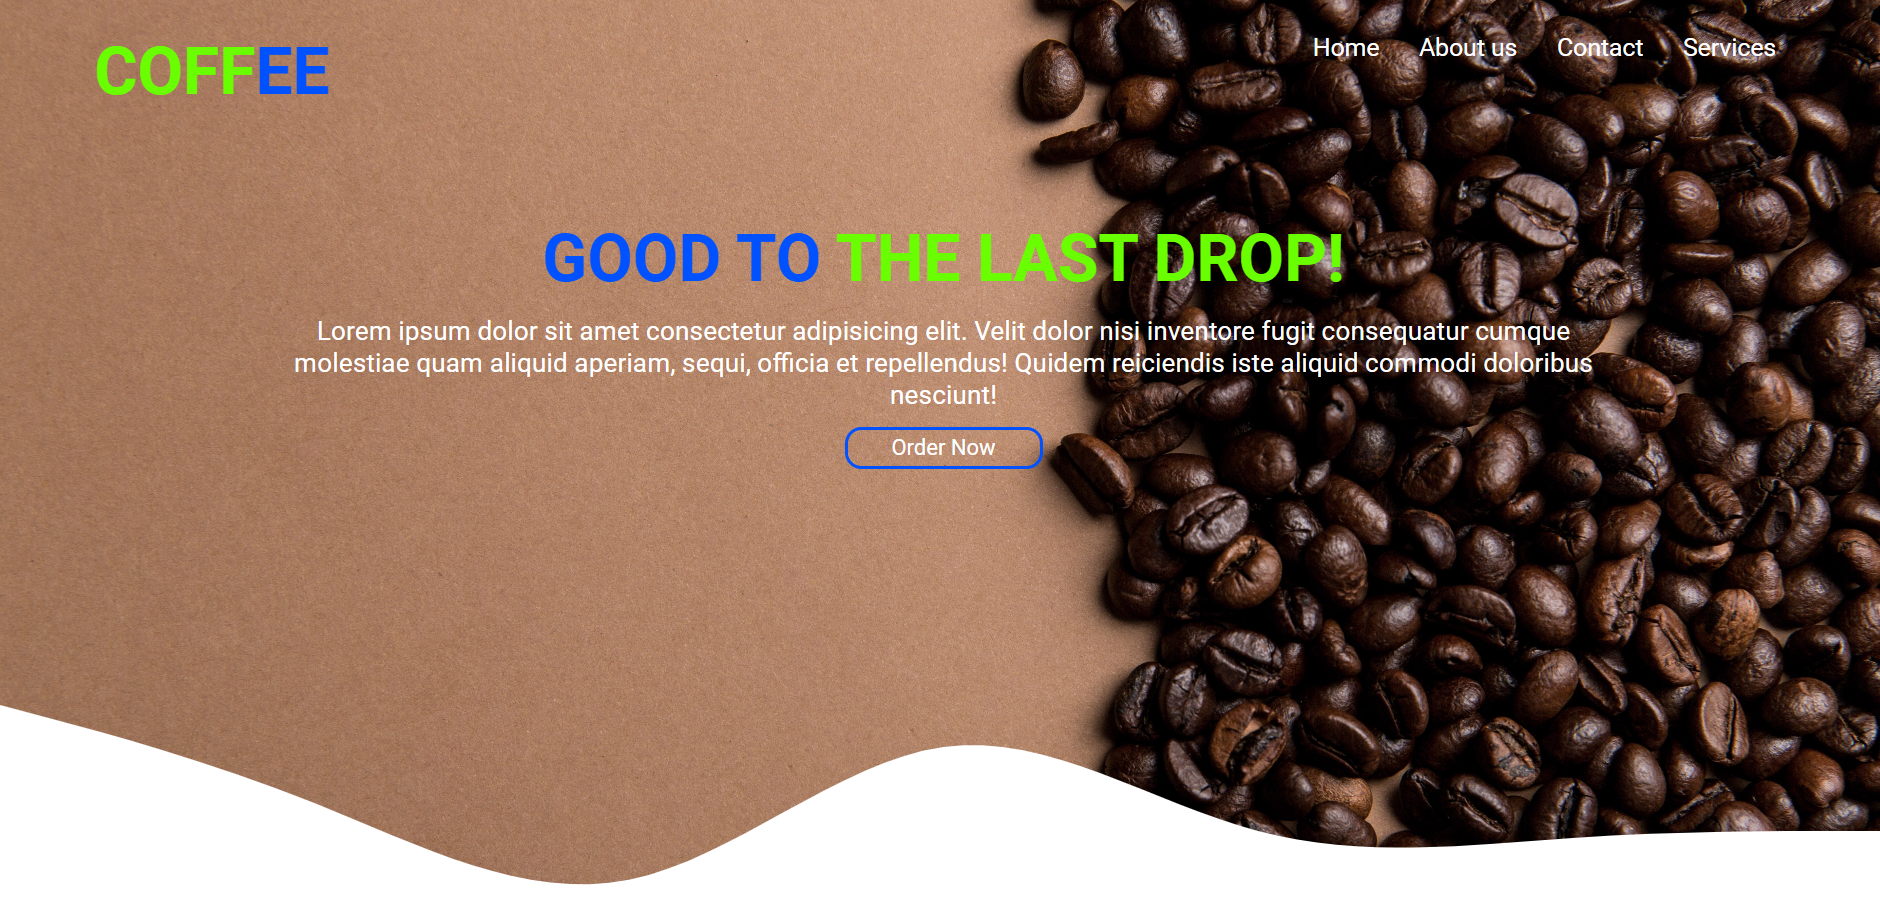 COFFEE
Home About us Contact Services
GOOD TO THE LAST DROP!
Lorem ipsum dolor sit amet consectetur adipisicing elit. Velit dolor nisi inventore fugit consequatur cumque
molestiae quam aliquid aperiam, sequi, officia et repellendus! Quidem reiciendis iste aliquid commodi doloribus
nesciunt!
Order Now